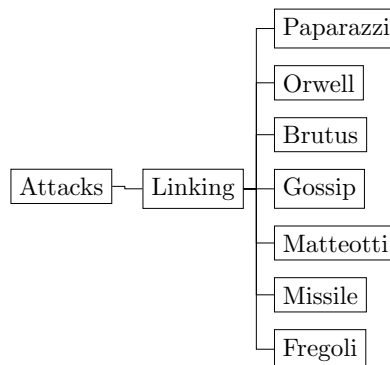 Paparazzi
Orwell
Brutus
Attacks
Linking
Gossip
Matteotti
Missile
Fregoli